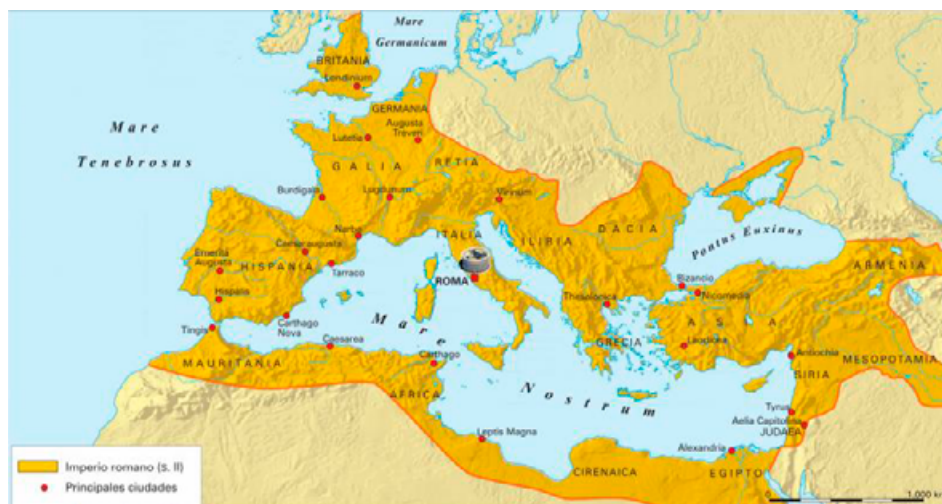 Mare
Germanicum
BRITANIA
Londinium
Mare
Tenebrosus
GERMANIA
Augusta
Treveri
Lutetia
GALIA
RETIA
Burdigala
Lugdunum
Virinum
Narbo
ITALIA
ILIRIA
DACIA
Pontus Euxinus
ARMENIA
Emerita
Augusta
Caesaraugusta
HISPANIA
Tarraco
ROMA
Bizancio
Nicomedia
Hispalis
Thesalonica
ASIA
Carthago
Nova
Mare
Laodicea
Tingis
Caesarea
GRECIA
Antiochia
MESOPOTAMIA
MAURITANIA
Carthago
SIRIA
AFRICA
Nostrum
Tyrus
Aelia Capitolina
JUDAEA
Leptis Magna
Alexandria
CIRENAICA
EGIPTO
Imperio romano (s. II)
Principales ciudades
0
1.000